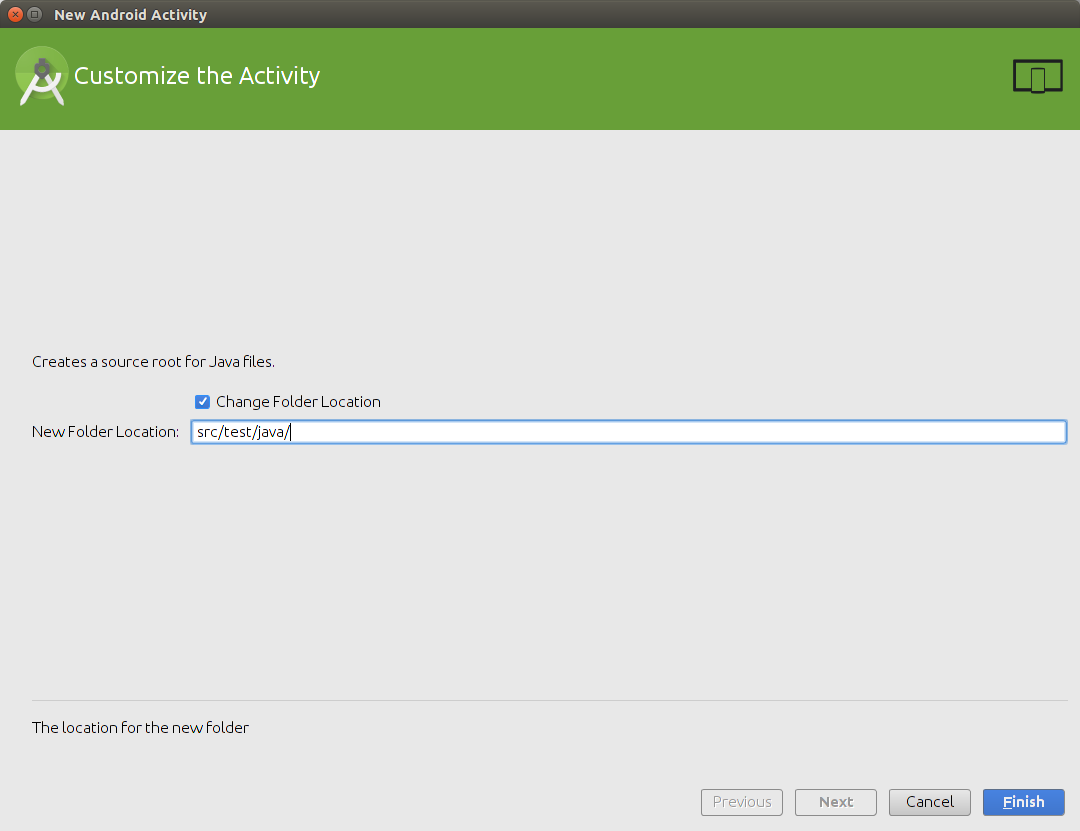 New Android Activity
Customize the Activity
Creates a source root for Java files.
Change Folder Location
New Folder Location: src/test/java/
The location for the new folder
Previous Next Cancel Finish